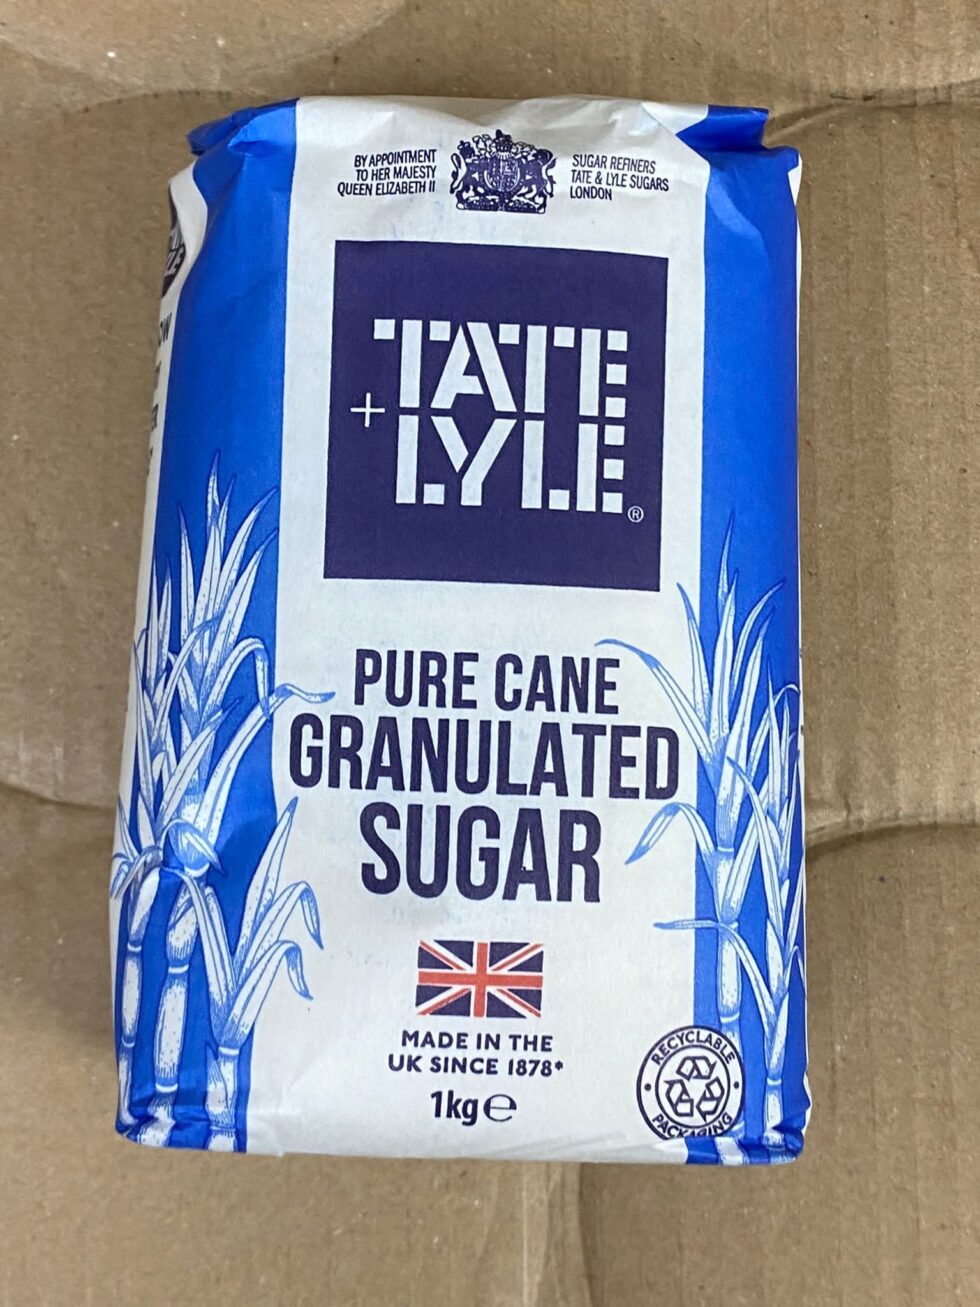 BY APPOINTMENT
TO HER MAJESTY
QUEEN ELIZABETH II
SUGAR REFINERS
TATE & LYLE SUGARS
LONDON
TATE
+
LYLE
®
PURE CANE
GRANULATED
SUGAR
MADE IN THE
UK SINCE 1878*
1kg ℮
RECYCLABLE
PACKAGING